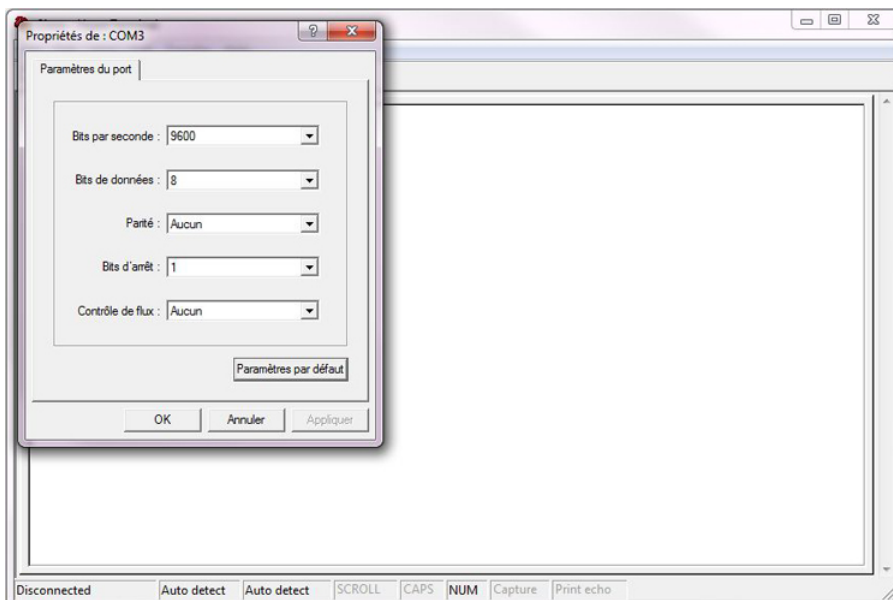 Propriétés de : COM3
Paramètres du port
Bits par seconde : 9600
Bits de données : 8
Parité : Aucun
Bits d'arrêt : 1
Contrôle de flux : Aucun
Paramètres par défaut
OK Annuler Appliquer
Disconnected Auto detect Auto detect SCROLL CAPS NUM Capture Print echo